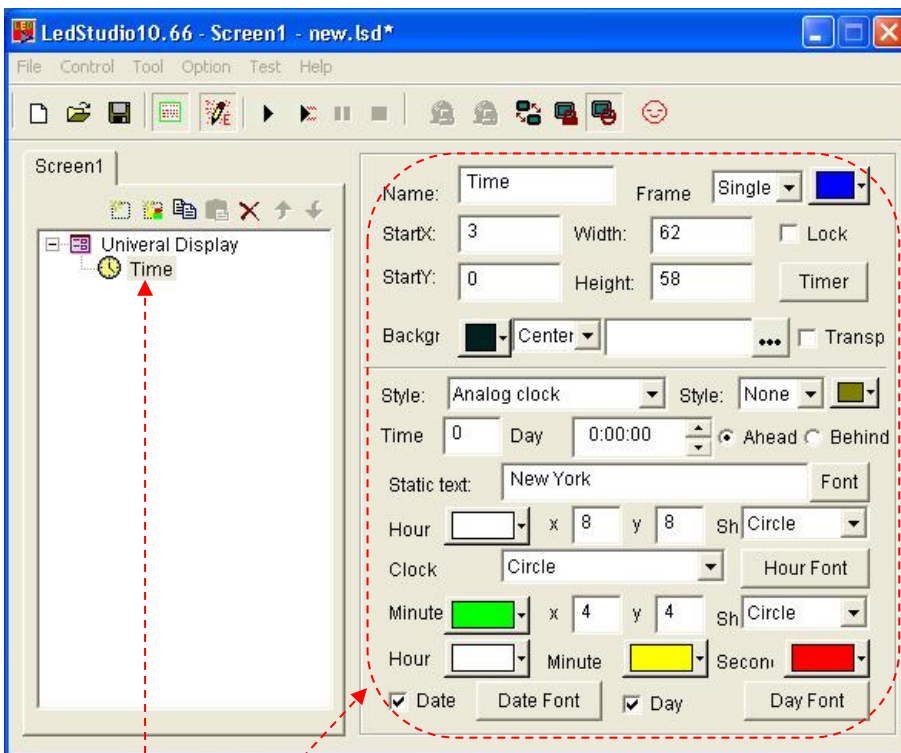 LedStudio10.66 - Screen1 - new.lsd*
File Control Tool Option Test Help
Screen1
Univeral Display
Time
Name: Time Frame Single
StartX: 3 Width: 62 Lock
StartY: 0 Height: 58 Timer
Backgr Center ... Transp
Style: Analog clock Style: None
Time 0 Day 0:00:00 Ahead Behind
Static text: New York Font
Hour x 8 y 8 Sh Circle
Clock Circle Hour Font
Minute x 4 y 4 Sh Circle
Hour Minute Secon
Date Date Font Day Day Font